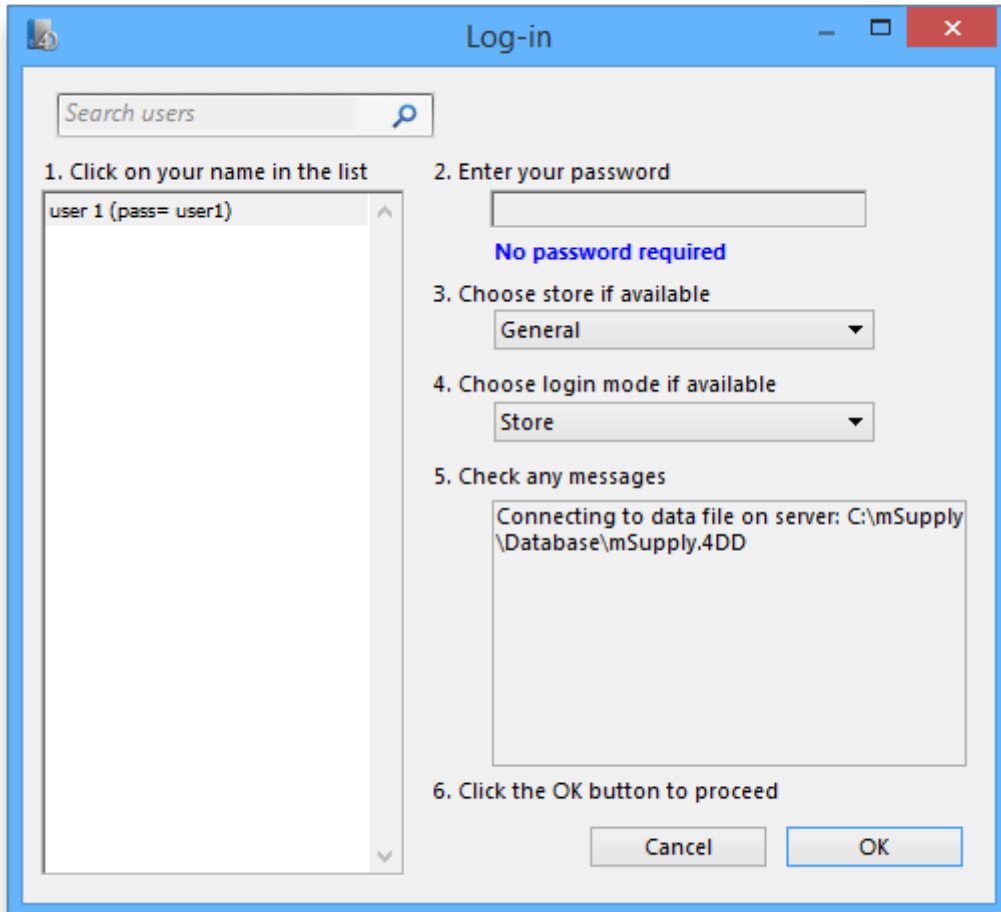 Log-in
Search users
1. Click on your name in the list
user 1 (pass= user1)
2. Enter your password
No password required
3. Choose store if available
General
4. Choose login mode if available
Store
5. Check any messages
Connecting to data file on server: C:\mSupply
\Database\mSupply.4DD
6. Click the OK button to proceed
Cancel
OK